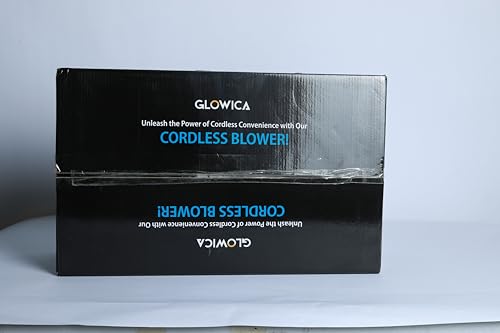 GLOWICA
Unleash the Power of Cordless Convenience with Our
CORDLESS BLOWER!
CORDLESS BLOWER!
Unleash the Power of Cordless Convenience with Our
GLOWICA